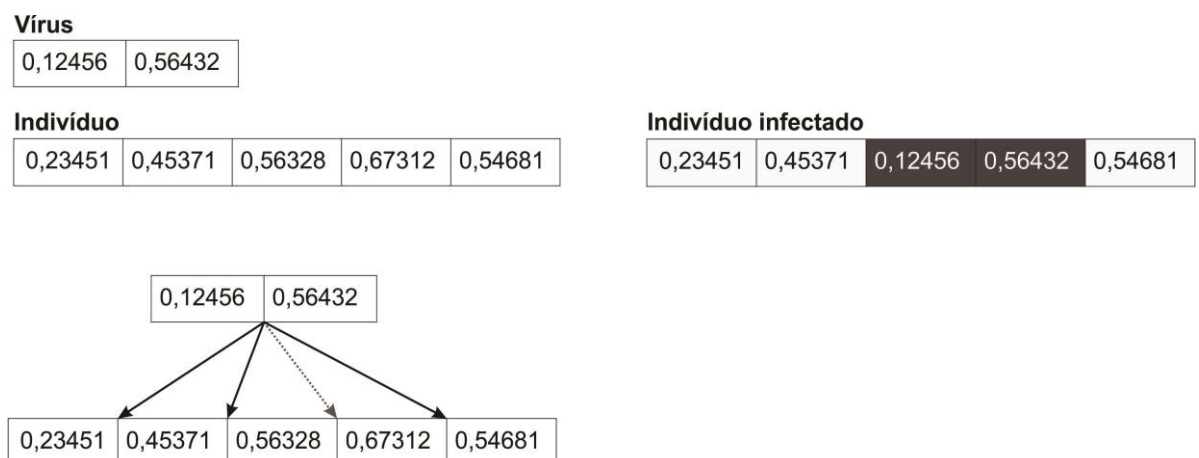 Vírus
0,12456 0,56432
Indivíduo
0,23451 0,45371 0,56328 0,67312 0,54681
Indivíduo infectado
0,23451 0,45371 0,12456 0,56432 0,54681
0,12456 0,56432
0,23451 0,45371 0,56328 0,67312 0,54681